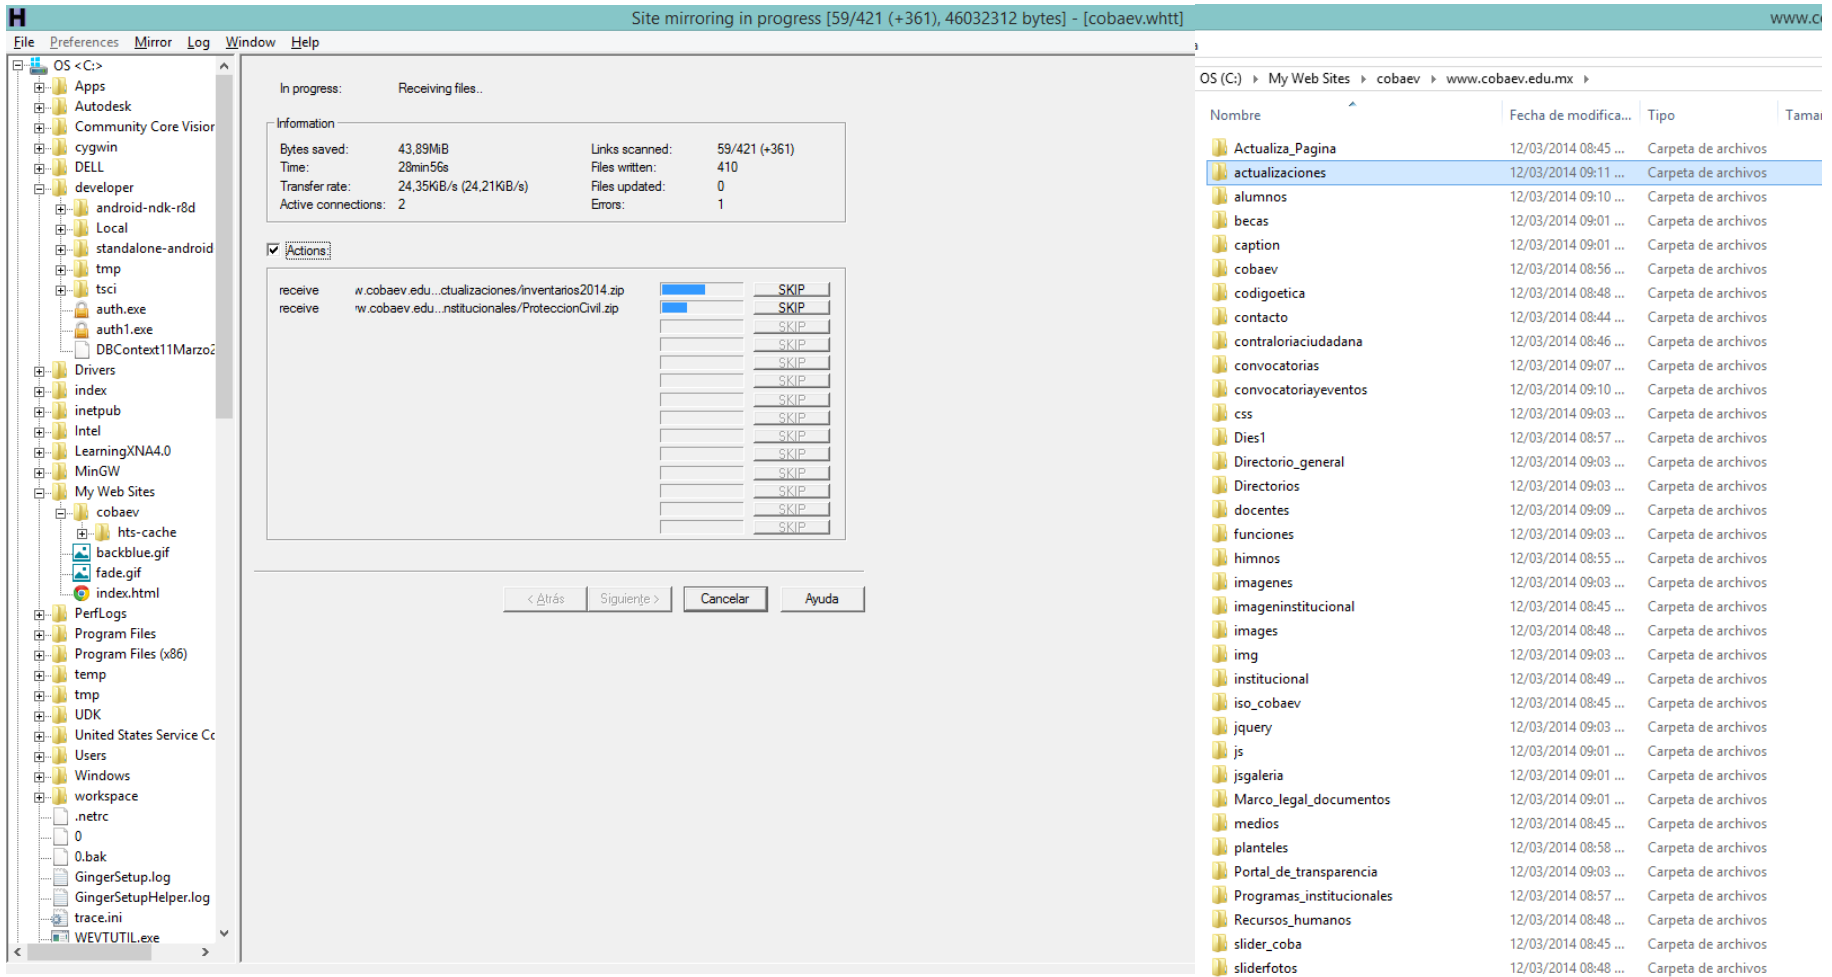 H
Site mirroring in progress [59/421 (+361), 46032312 bytes] - [cobaev.whtt]
File Preferences Mirror Log Window Help
OS <C:>
Apps
Autodesk
Community Core Vision
cygwin
DELL
developer
android-ndk-r8d
Local
standalone-android
tmp
tsci
auth.exe
auth1.exe
DBContext11Marzo2
Drivers
index
inetpub
Intel
LearningXNA4.0
MinGW
My Web Sites
cobaev
hts-cache
backblue.gif
fade.gif
index.html
PerfLogs
Program Files
Program Files (x86)
temp
tmp
UDK
United States Service Cc
Users
Windows
workspace
.netrc
0
0.bak
GingerSetup.log
GingerSetupHelper.log
trace.ini
WEVTUTIL.exe
In progress: Receiving files..
Information
Bytes saved: 43,89MiB Links scanned: 59/421 (+361)
Time: 28min56s Files written: 410
Transfer rate: 24,35KiB/s (24,21KiB/s) Files updated: 0
Active connections: 2 Errors: 1
Actions:
receive w.cobaev.edu...ctualizaciones/inventarios2014.zip SKIP
receive w.cobaev.edu...nstitucionales/ProteccionCivil.zip SKIP
SKIP
SKIP
SKIP
SKIP
SKIP
SKIP
SKIP
SKIP
SKIP
SKIP
SKIP
SKIP
< Atrás Siguiente > Cancelar Ayuda
www.c
OS (C:) My Web Sites cobaev www.cobaev.edu.mx
Nombre Fecha de modifica... Tipo Tamai
Actualiza_Pagina 12/03/2014 08:45 ... Carpeta de archivos
actualizaciones 12/03/2014 09:11 ... Carpeta de archivos
alumnos 12/03/2014 09:10 ... Carpeta de archivos
becas 12/03/2014 09:01 ... Carpeta de archivos
caption 12/03/2014 09:01 ... Carpeta de archivos
cobaev 12/03/2014 08:56 ... Carpeta de archivos
codigoetica 12/03/2014 08:48 ... Carpeta de archivos
contacto 12/03/2014 08:44 ... Carpeta de archivos
contraloriaciudadana 12/03/2014 08:46 ... Carpeta de archivos
convocatorias 12/03/2014 09:07 ... Carpeta de archivos
convocatoriayeventos 12/03/2014 09:10 ... Carpeta de archivos
css 12/03/2014 09:03 ... Carpeta de archivos
Dies1 12/03/2014 08:57 ... Carpeta de archivos
Directorio_general 12/03/2014 09:03 ... Carpeta de archivos
Directorios 12/03/2014 09:03 ... Carpeta de archivos
docentes 12/03/2014 09:09 ... Carpeta de archivos
funciones 12/03/2014 09:03 ... Carpeta de archivos
himnos 12/03/2014 08:55 ... Carpeta de archivos
imagenes 12/03/2014 09:03 ... Carpeta de archivos
imageninstitucional 12/03/2014 08:45 ... Carpeta de archivos
images 12/03/2014 08:48 ... Carpeta de archivos
img 12/03/2014 09:03 ... Carpeta de archivos
institucional 12/03/2014 08:49 ... Carpeta de archivos
iso_cobaev 12/03/2014 08:45 ... Carpeta de archivos
jquery 12/03/2014 09:03 ... Carpeta de archivos
js 12/03/2014 09:01 ... Carpeta de archivos
jsgaleria 12/03/2014 09:01 ... Carpeta de archivos
Marco_legal_documentos 12/03/2014 09:01 ... Carpeta de archivos
medios 12/03/2014 08:45 ... Carpeta de archivos
planteles 12/03/2014 08:58 ... Carpeta de archivos
Portal_de_transparencia 12/03/2014 09:03 ... Carpeta de archivos
Programas_institucionales 12/03/2014 08:57 ... Carpeta de archivos
Recursos_humanos 12/03/2014 08:48 ... Carpeta de archivos
slider_coba 12/03/2014 08:45 ... Carpeta de archivos
sliderfotos 12/03/2014 08:48 ... Carpeta de archivos